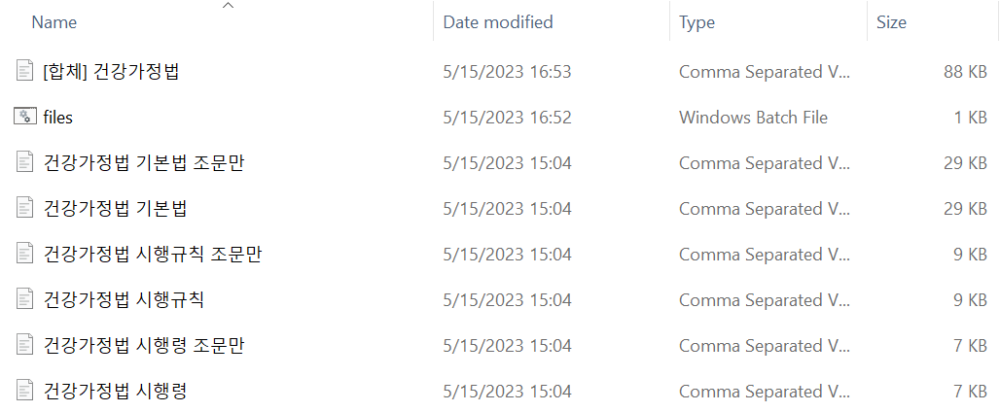 Name Date modified Type Size
[합체] 건강가정법 5/15/2023 16:53 Comma Separated V... 88 KB
files 5/15/2023 16:52 Windows Batch File 1 KB
건강가정법 기본법 조문만 5/15/2023 15:04 Comma Separated V... 29 KB
건강가정법 기본법 5/15/2023 15:04 Comma Separated V... 29 KB
건강가정법 시행규칙 조문만 5/15/2023 15:04 Comma Separated V... 9 KB
건강가정법 시행규칙 5/15/2023 15:04 Comma Separated V... 9 KB
건강가정법 시행령 조문만 5/15/2023 15:04 Comma Separated V... 7 KB
건강가정법 시행령 5/15/2023 15:04 Comma Separated V... 7 KB